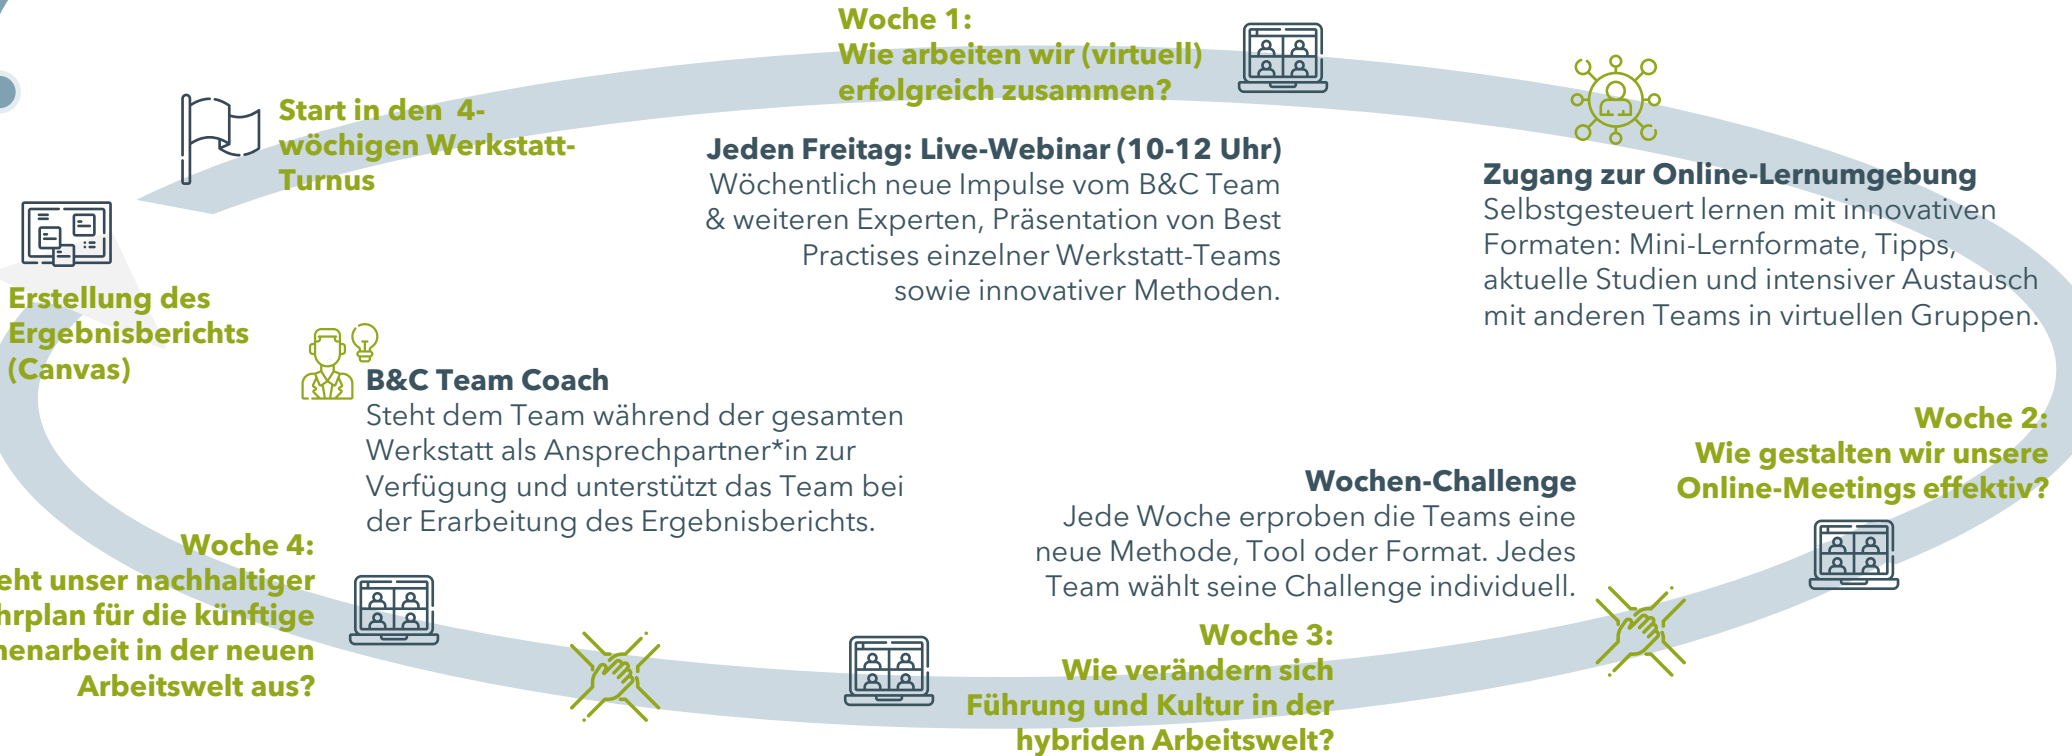 Woche 1:
Wie arbeiten wir (virtuell)
erfolgreich zusammen?
Start in den 4-
wöchigen Werkstatt-
Turnus
Jeden Freitag: Live-Webinar (10-12 Uhr)
Wöchentlich neue Impulse vom B&C Team
& weiteren Experten, Präsentation von Best
Practises einzelner Werkstatt-Teams
sowie innovativer Methoden.
Zugang zur Online-Lernumgebung
Selbstgesteuert lernen mit innovativen
Formaten: Mini-Lernformate, Tipps,
aktuelle Studien und intensiver Austausch
mit anderen Teams in virtuellen Gruppen.
Erstellung des
Ergebnisberichts
(Canvas)
B&C Team Coach
Steht dem Team während der gesamten
Werkstatt als Ansprechpartner*in zur
Verfügung und unterstützt das Team bei
der Erarbeitung des Ergebnisberichts.
Woche 2:
Wie gestalten wir unsere
Online-Meetings effektiv?
Wochen-Challenge
Jede Woche erproben die Teams eine
neue Methode, Tool oder Format. Jedes
Team wählt seine Challenge individuell.
Woche 4:
unser nachhaltiger
für die künftige
in der neuen
Arbeitswelt aus?
Woche 3:
Wie verändern sich
Führung und Kultur in der
hybriden Arbeitswelt?